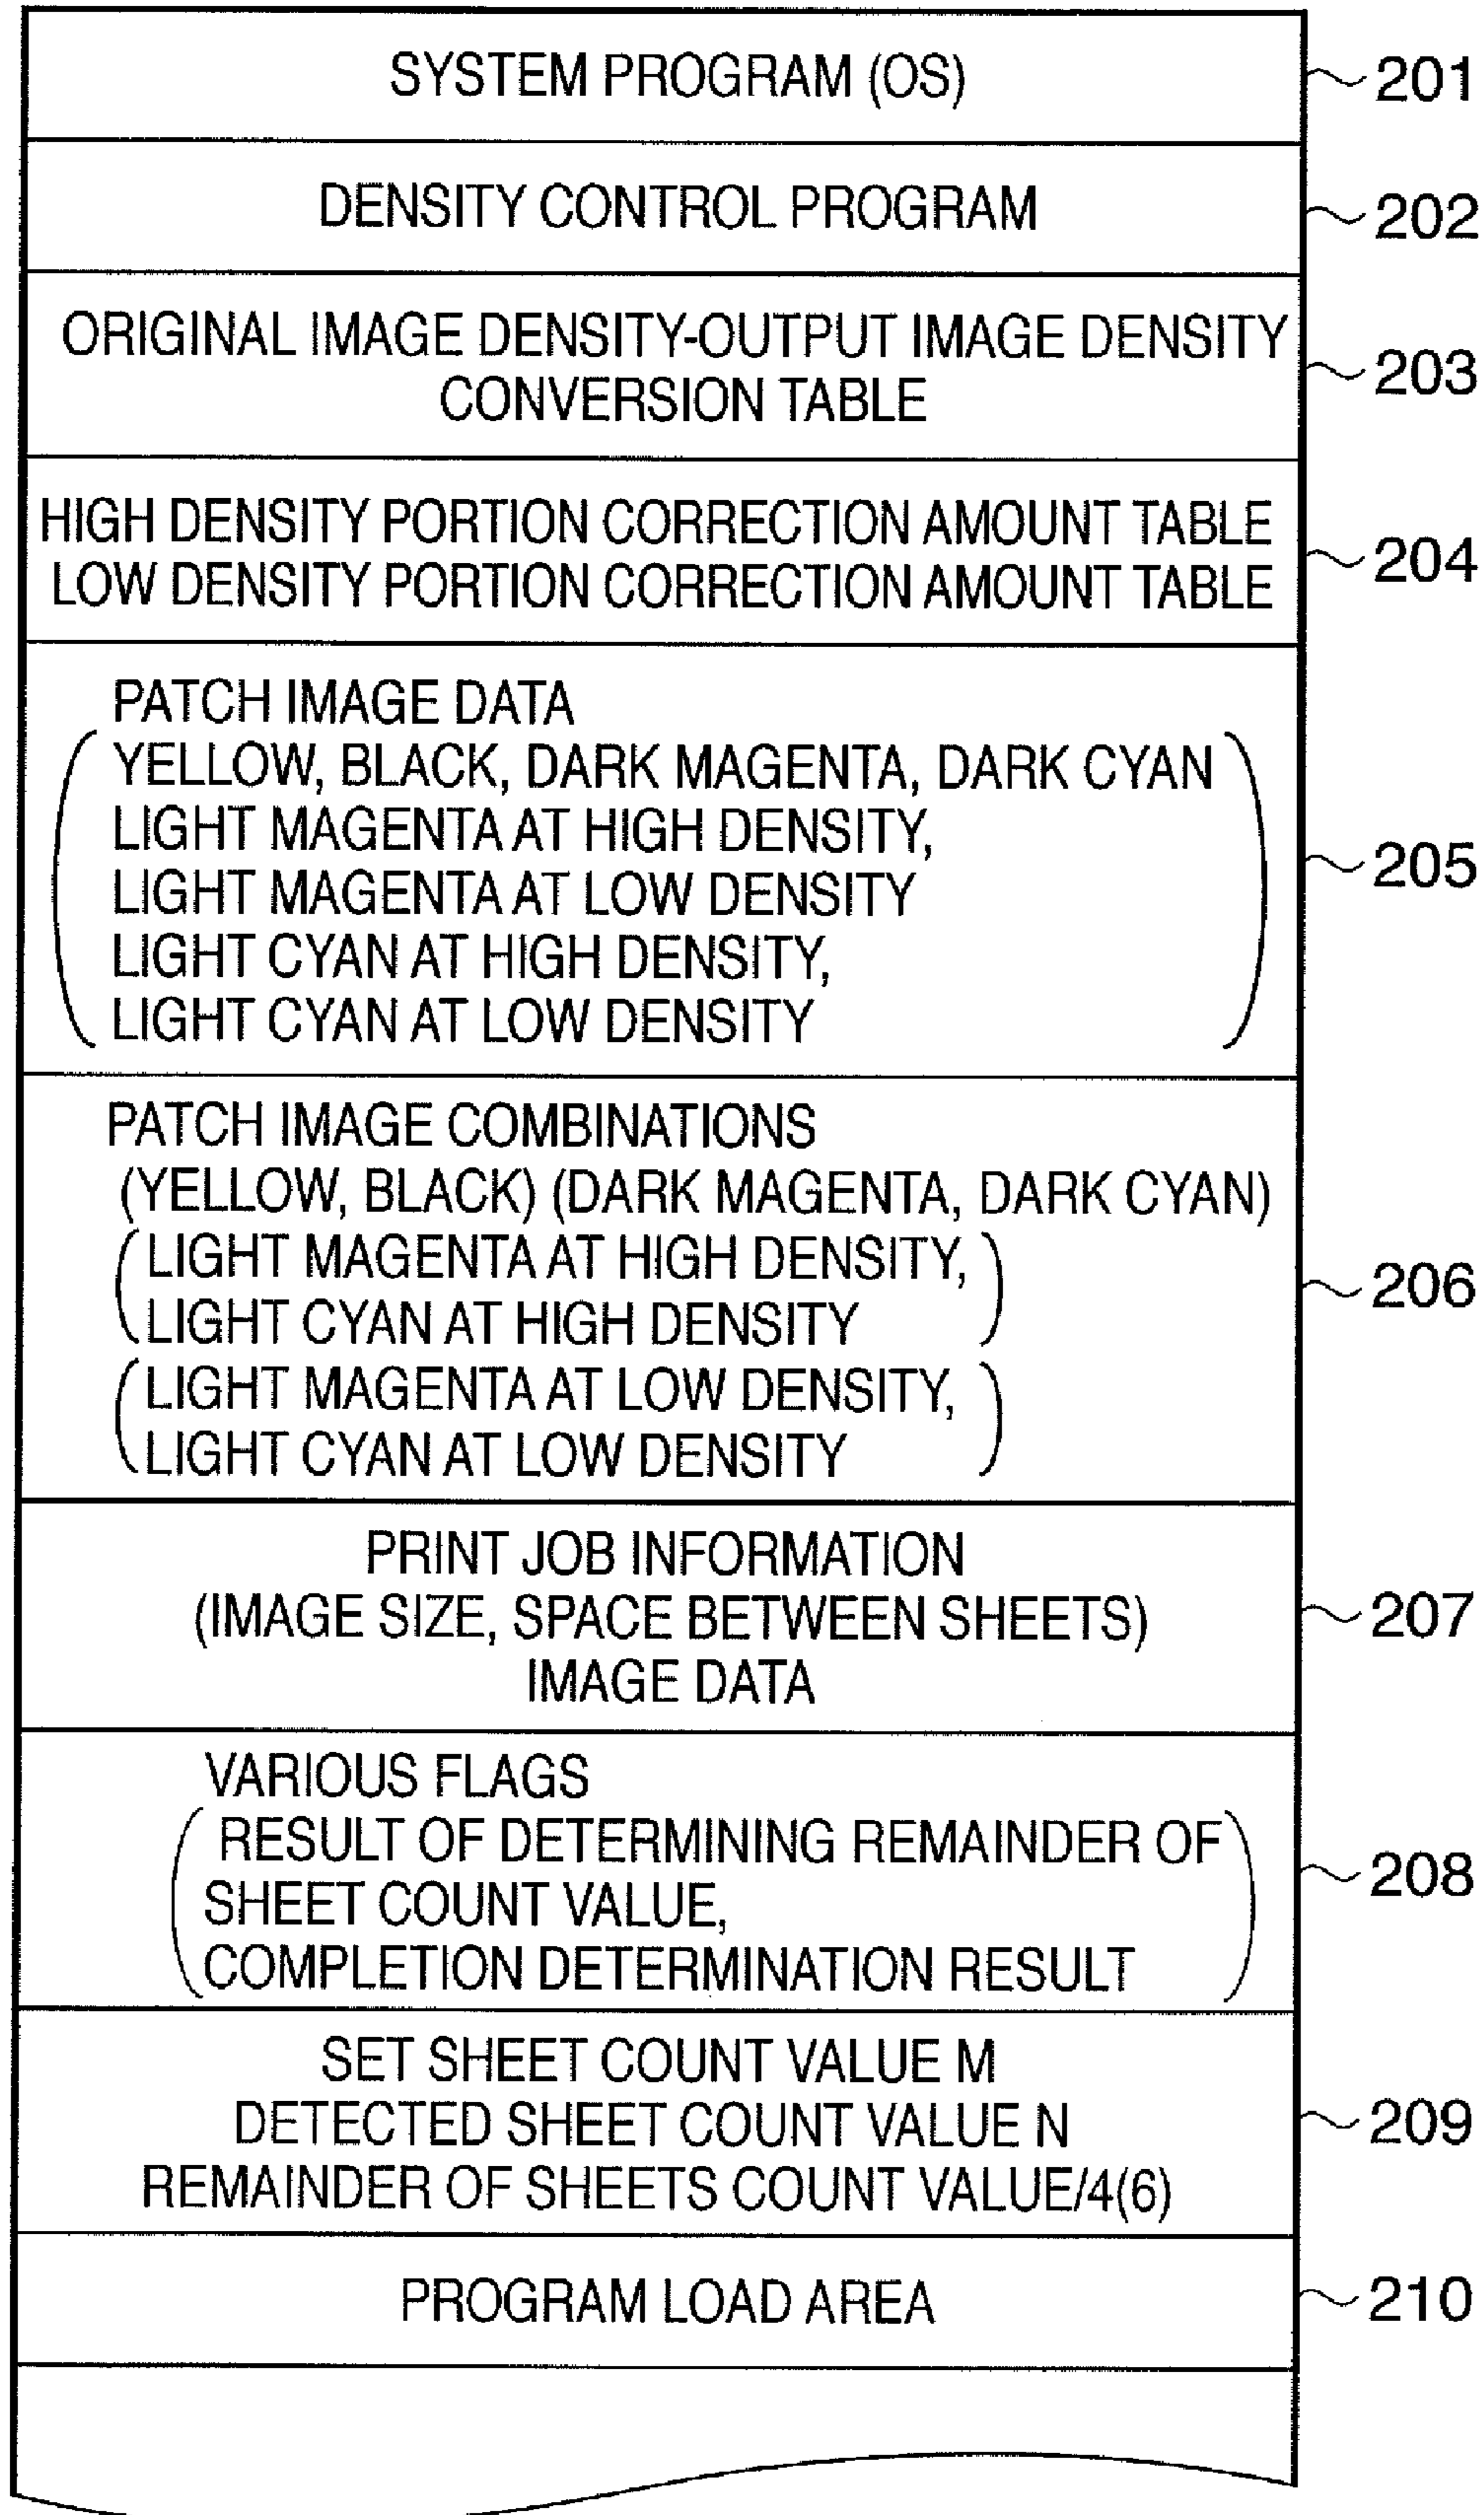 SYSTEM PROGRAM (OS)
201
DENSITY CONTROL PROGRAM
202
ORIGINAL IMAGE DENSITY-OUTPUT IMAGE DENSITY
CONVERSION TABLE
203
HIGH DENSITY PORTION CORRECTION AMOUNT TABLE
LOW DENSITY PORTION CORRECTION AMOUNT TABLE
204
PATCH IMAGE DATA
(YELLOW, BLACK, DARK MAGENTA, DARK CYAN
LIGHT MAGENTA AT HIGH DENSITY,
LIGHT MAGENTA AT LOW DENSITY
LIGHT CYAN AT HIGH DENSITY,
LIGHT CYAN AT LOW DENSITY)
205
PATCH IMAGE COMBINATIONS
(YELLOW, BLACK) (DARK MAGENTA, DARK CYAN)
(LIGHT MAGENTA AT HIGH DENSITY,
LIGHT CYAN AT HIGH DENSITY)
(LIGHT MAGENTA AT LOW DENSITY,
LIGHT CYAN AT LOW DENSITY)
206
PRINT JOB INFORMATION
(IMAGE SIZE, SPACE BETWEEN SHEETS)
IMAGE DATA
207
VARIOUS FLAGS
(RESULT OF DETERMINING REMAINDER OF
SHEET COUNT VALUE,
COMPLETION DETERMINATION RESULT)
208
SET SHEET COUNT VALUE M
DETECTED SHEET COUNT VALUE N
REMAINDER OF SHEETS COUNT VALUE/4(6)
209
PROGRAM LOAD AREA
210